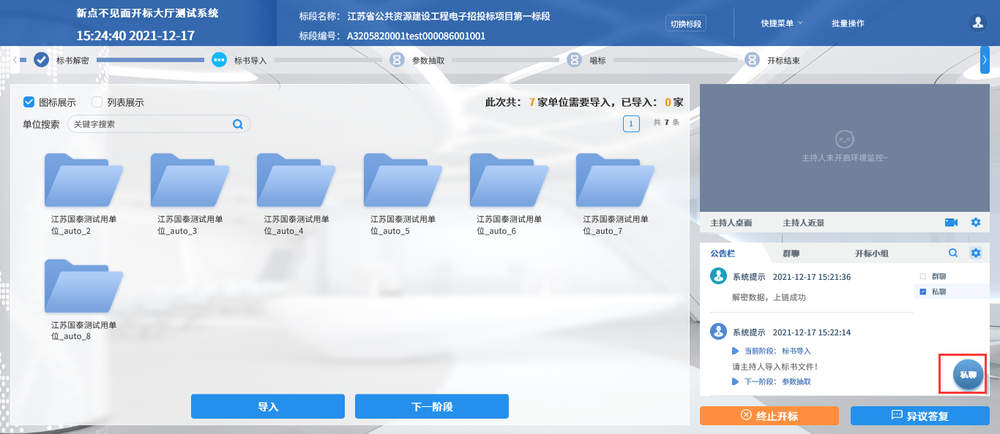 新点不见面开标大厅测试系统
15:24:40 2021-12-17
标段名称： 江苏省公共资源建设工程电子招投标项目第一标段
标段编号： A3205820001test000086001001
切换标段
快捷菜单
批量操作
标书解密
标书导入
参数抽取
唱标
开标结束
图标展示
列表展示
此次共： 7 家单位需要导入，已导入： 0 家
单位搜索
关键字搜索
1
共 7 条
江苏国泰测试用单
位_auto_2
江苏国泰测试用单
位_auto_3
江苏国泰测试用单
位_auto_4
江苏国泰测试用单
位_auto_5
江苏国泰测试用单
位_auto_6
江苏国泰测试用单
位_auto_7
江苏国泰测试用单
位_auto_8
导入
下一阶段
主持人未开启环境监控~
主持人桌面
主持人近景
公告栏
群聊
开标小组
系统提示 2021-12-17 15:21:36
解密数据，上链成功
群聊
私聊
系统提示 2021-12-17 15:22:14
当前阶段： 标书导入
请主持人导入标书文件！
下一阶段： 参数抽取
私聊
终止开标
异议答复